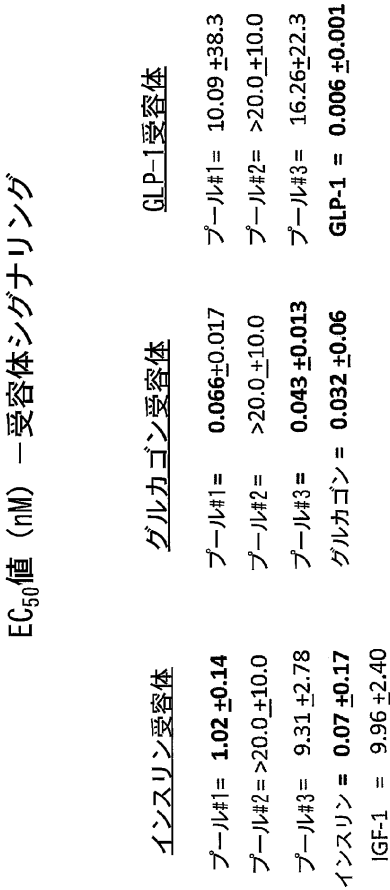 EC50値 (nM) －受容体シグナリング
インスリン受容体
プール#1= 1.02 ±0.14
プール#2= >20.0 ±10.0
プール#3= 9.31 ±2.78
インスリン = 0.07 ±0.17
IGF-1 = 9.96 ±2.40
グルカゴン受容体
プール#1= 0.066±0.017
プール#2= >20.0 ±10.0
プール#3= 0.043 ±0.013
グルカゴン = 0.032 ±0.06
GLP-1受容体
プール#1= 10.09 ±38.3
プール#2= >20.0 ±10.0
プール#3= 16.26±22.3
GLP-1 = 0.006 ±0.001